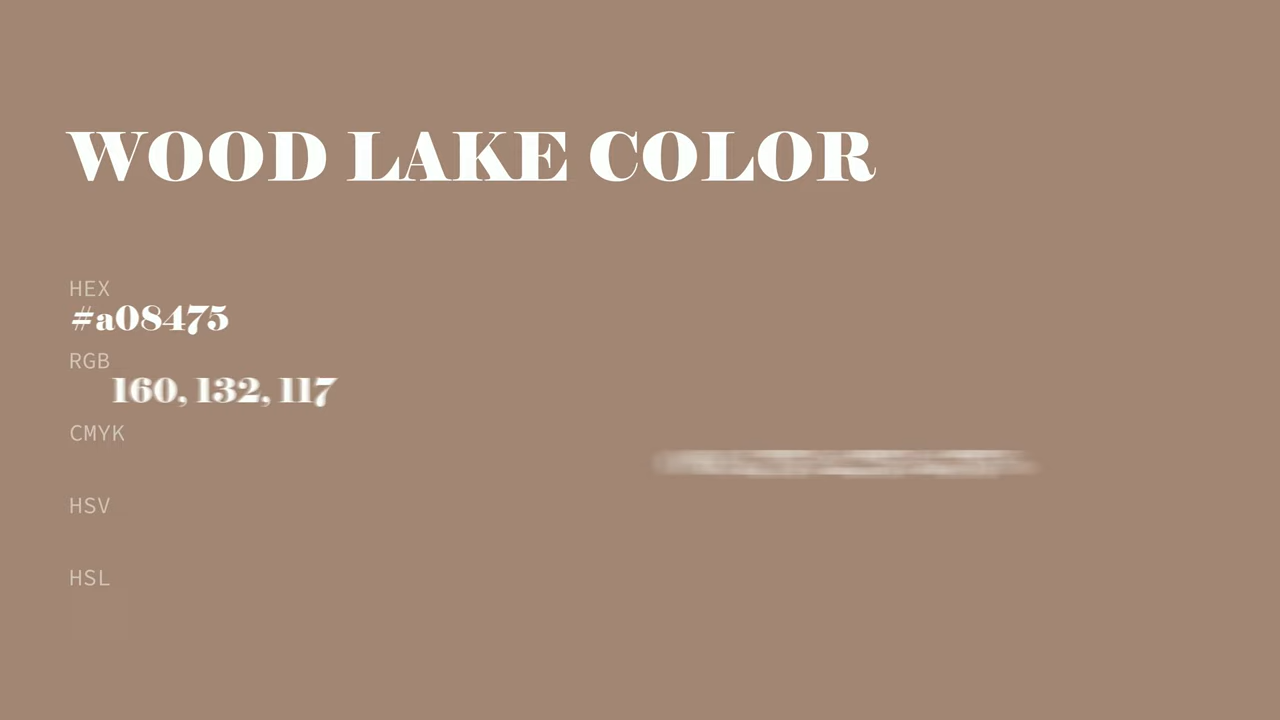 WOOD LAKE COLOR
HEX
#a08475
RGB
160, 132, 117
CMYK
HSV
HSL